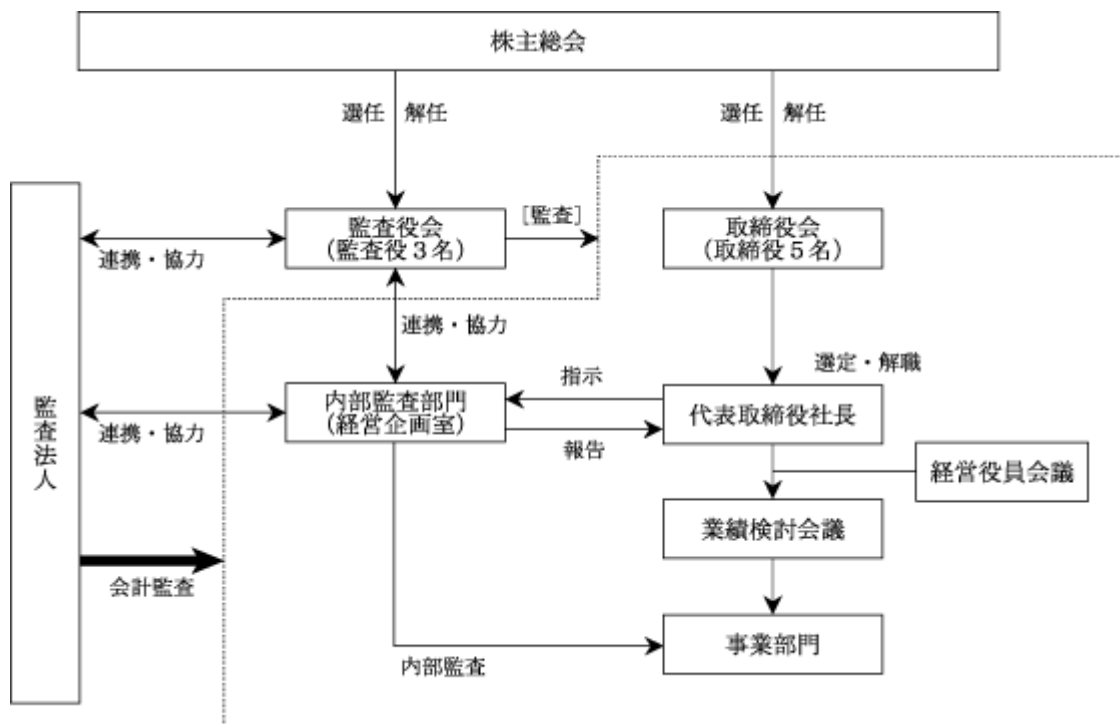 株主総会
選任 解任
選任 解任
監査役会
(監査役3名)
[監査]
取締役会
(取締役5名)
連携・協力
連携・協力
選定・解職
指示
内部監査部門
(経営企画室)
代表取締役社長
連携・協力
報告
監査法人
経営役員会議
業績検討会議
会計監査
事業部門
内部監査